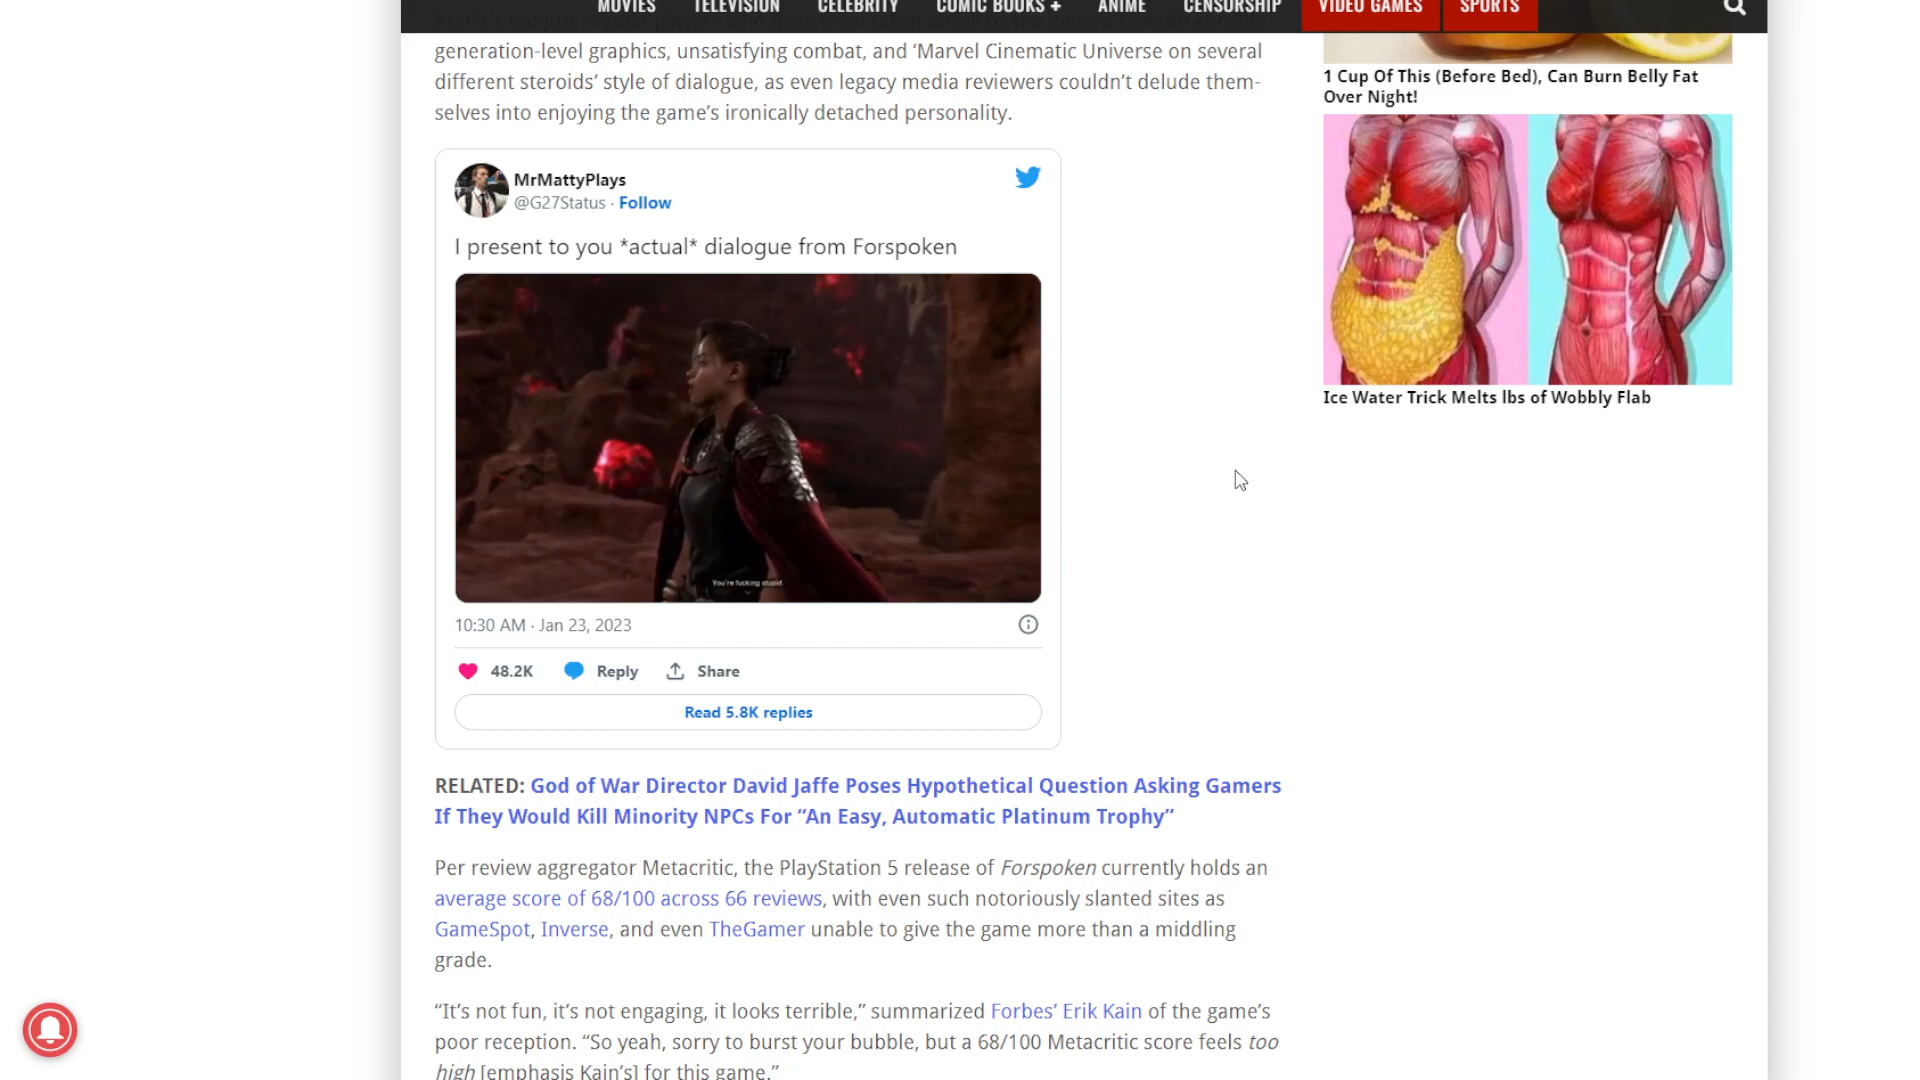 MOVIES TELEVISION CELEBRITY COMIC BOOKS + ANIME CENSORSHIP VIDEO GAMES SPORTS
generation-level graphics, unsatisfying combat, and ‘Marvel Cinematic Universe on several
different steroids’ style of dialogue, as even legacy media reviewers couldn’t delude them-
selves into enjoying the game’s ironically detached personality.
MrMattyPlays
@G27Status · Follow
I present to you *actual* dialogue from Forspoken
You're fucking stupid.
10:30 AM · Jan 23, 2023
48.2K Reply Share
Read 5.8K replies
RELATED: God of War Director David Jaffe Poses Hypothetical Question Asking Gamers
If They Would Kill Minority NPCs For “An Easy, Automatic Platinum Trophy”
Per review aggregator Metacritic, the PlayStation 5 release of Forspoken currently holds an
average score of 68/100 across 66 reviews, with even such notoriously slanted sites as
GameSpot, Inverse, and even TheGamer unable to give the game more than a middling
grade.
“It’s not fun, it’s not engaging, it looks terrible,” summarized Forbes’ Erik Kain of the game’s
poor reception. “So yeah, sorry to burst your bubble, but a 68/100 Metacritic score feels too
high [emphasis Kain’s] for this game.”
1 Cup Of This (Before Bed), Can Burn Belly Fat
Over Night!
Ice Water Trick Melts lbs of Wobbly Flab